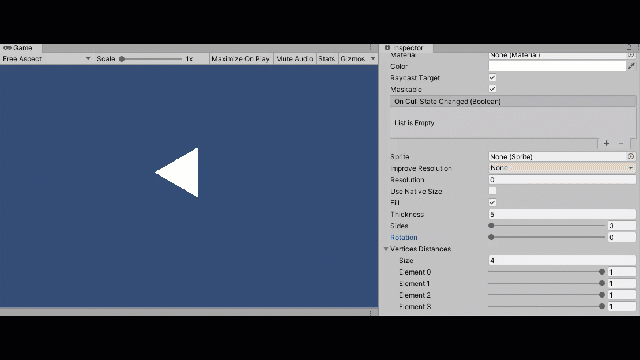 Game
Free Aspect Scale 1x Maximize On Play Mute Audio Stats Gizmos
Inspector
Material None (Material)
Color
Raycast Target
Maskable
On Cull State Changed (Boolean)
List is Empty
+ −
Sprite None (Sprite)
Improve Resolution None
Resolution 0
Use Native Size
Fill
Thickness 5
Sides 3
Rotation 0
Vertices Distances
Size 4
Element 0 1
Element 1 1
Element 2 1
Element 3 1